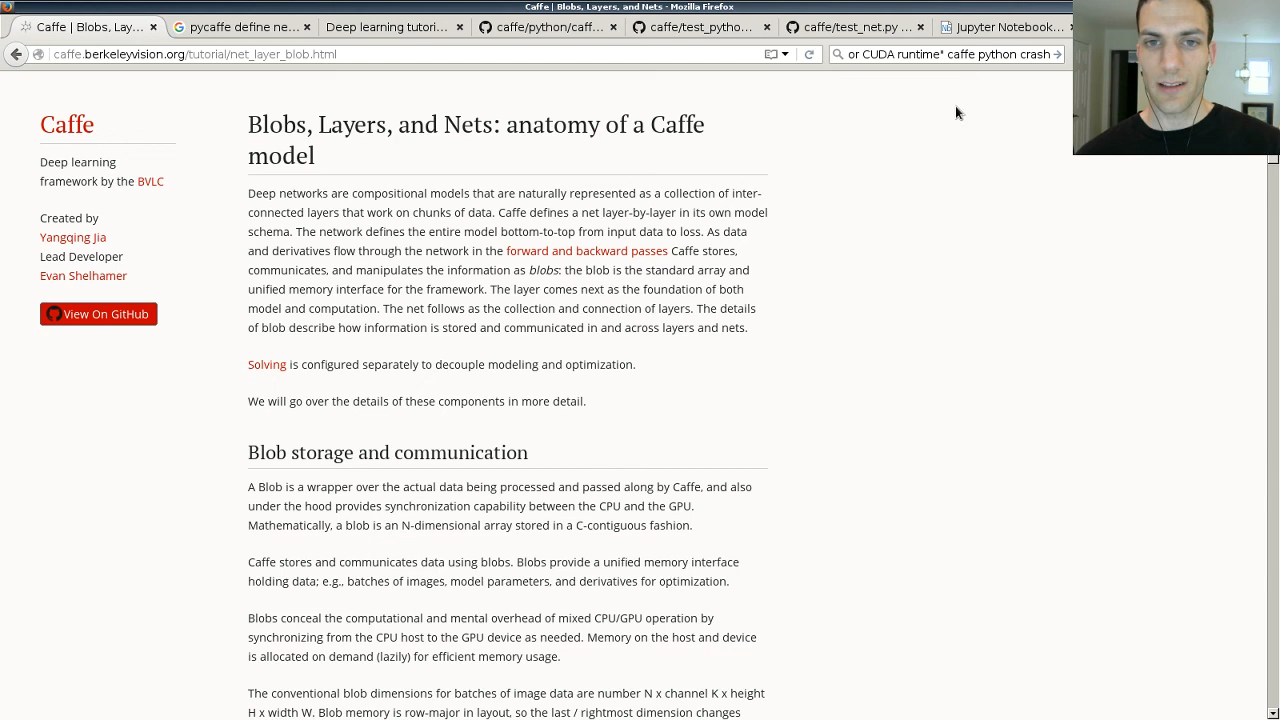 Caffe | Blobs, Layers, and Nets - Mozilla Firefox
Caffe | Blobs, Lay...
pycaffe define ne...
Deep learning tutori...
caffe/python/caff...
caffe/test_pytho...
caffe/test_net.py ...
Jupyter Notebook...
caffe.berkeleyvision.org/tutorial/net_layer_blob.html
or CUDA runtime" caffe python crash
Caffe
Deep learning
framework by the BVLC
Created by
Yangqing Jia
Lead Developer
Evan Shelhamer
View On GitHub
Blobs, Layers, and Nets: anatomy of a Caffe
model
Deep networks are compositional models that are naturally represented as a collection of inter-
connected layers that work on chunks of data. Caffe defines a net layer-by-layer in its own model
schema. The network defines the entire model bottom-to-top from input data to loss. As data
and derivatives flow through the network in the forward and backward passes Caffe stores,
communicates, and manipulates the information as blobs: the blob is the standard array and
unified memory interface for the framework. The layer comes next as the foundation of both
model and computation. The net follows as the collection and connection of layers. The details
of blob describe how information is stored and communicated in and across layers and nets.
Solving is configured separately to decouple modeling and optimization.
We will go over the details of these components in more detail.
Blob storage and communication
A Blob is a wrapper over the actual data being processed and passed along by Caffe, and also
under the hood provides synchronization capability between the CPU and the GPU.
Mathematically, a blob is an N-dimensional array stored in a C-contiguous fashion.
Caffe stores and communicates data using blobs. Blobs provide a unified memory interface
holding data; e.g., batches of images, model parameters, and derivatives for optimization.
Blobs conceal the computational and mental overhead of mixed CPU/GPU operation by
synchronizing from the CPU host to the GPU device as needed. Memory on the host and device
is allocated on demand (lazily) for efficient memory usage.
The conventional blob dimensions for batches of image data are number N x channel K x height
H x width W. Blob memory is row-major in layout, so the last / rightmost dimension changes